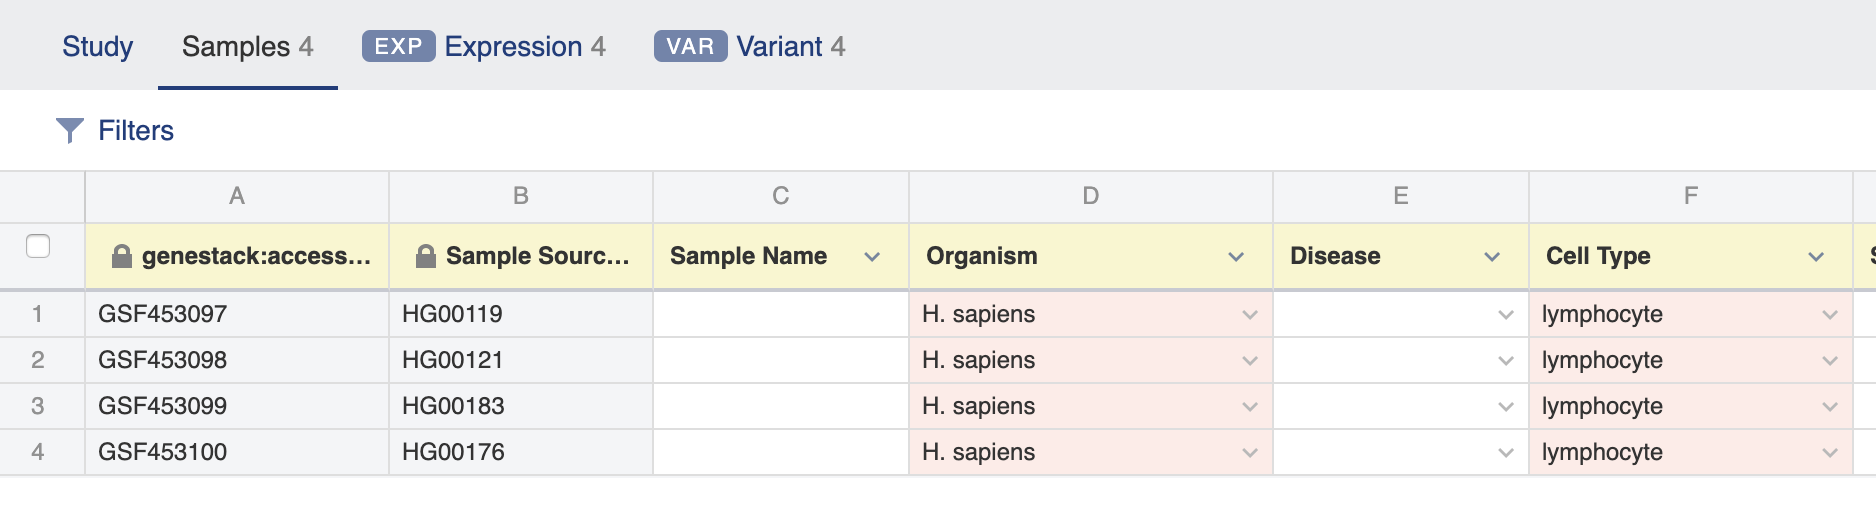 Study Samples 4 EXP Expression 4 VAR Variant 4
Filters
A B C D E F
genestack:access... Sample Sourc... Sample Name Organism Disease Cell Type
1 GSF453097 HG00119 H. sapiens lymphocyte
2 GSF453098 HG00121 H. sapiens lymphocyte
3 GSF453099 HG00183 H. sapiens lymphocyte
4 GSF453100 HG00176 H. sapiens lymphocyte